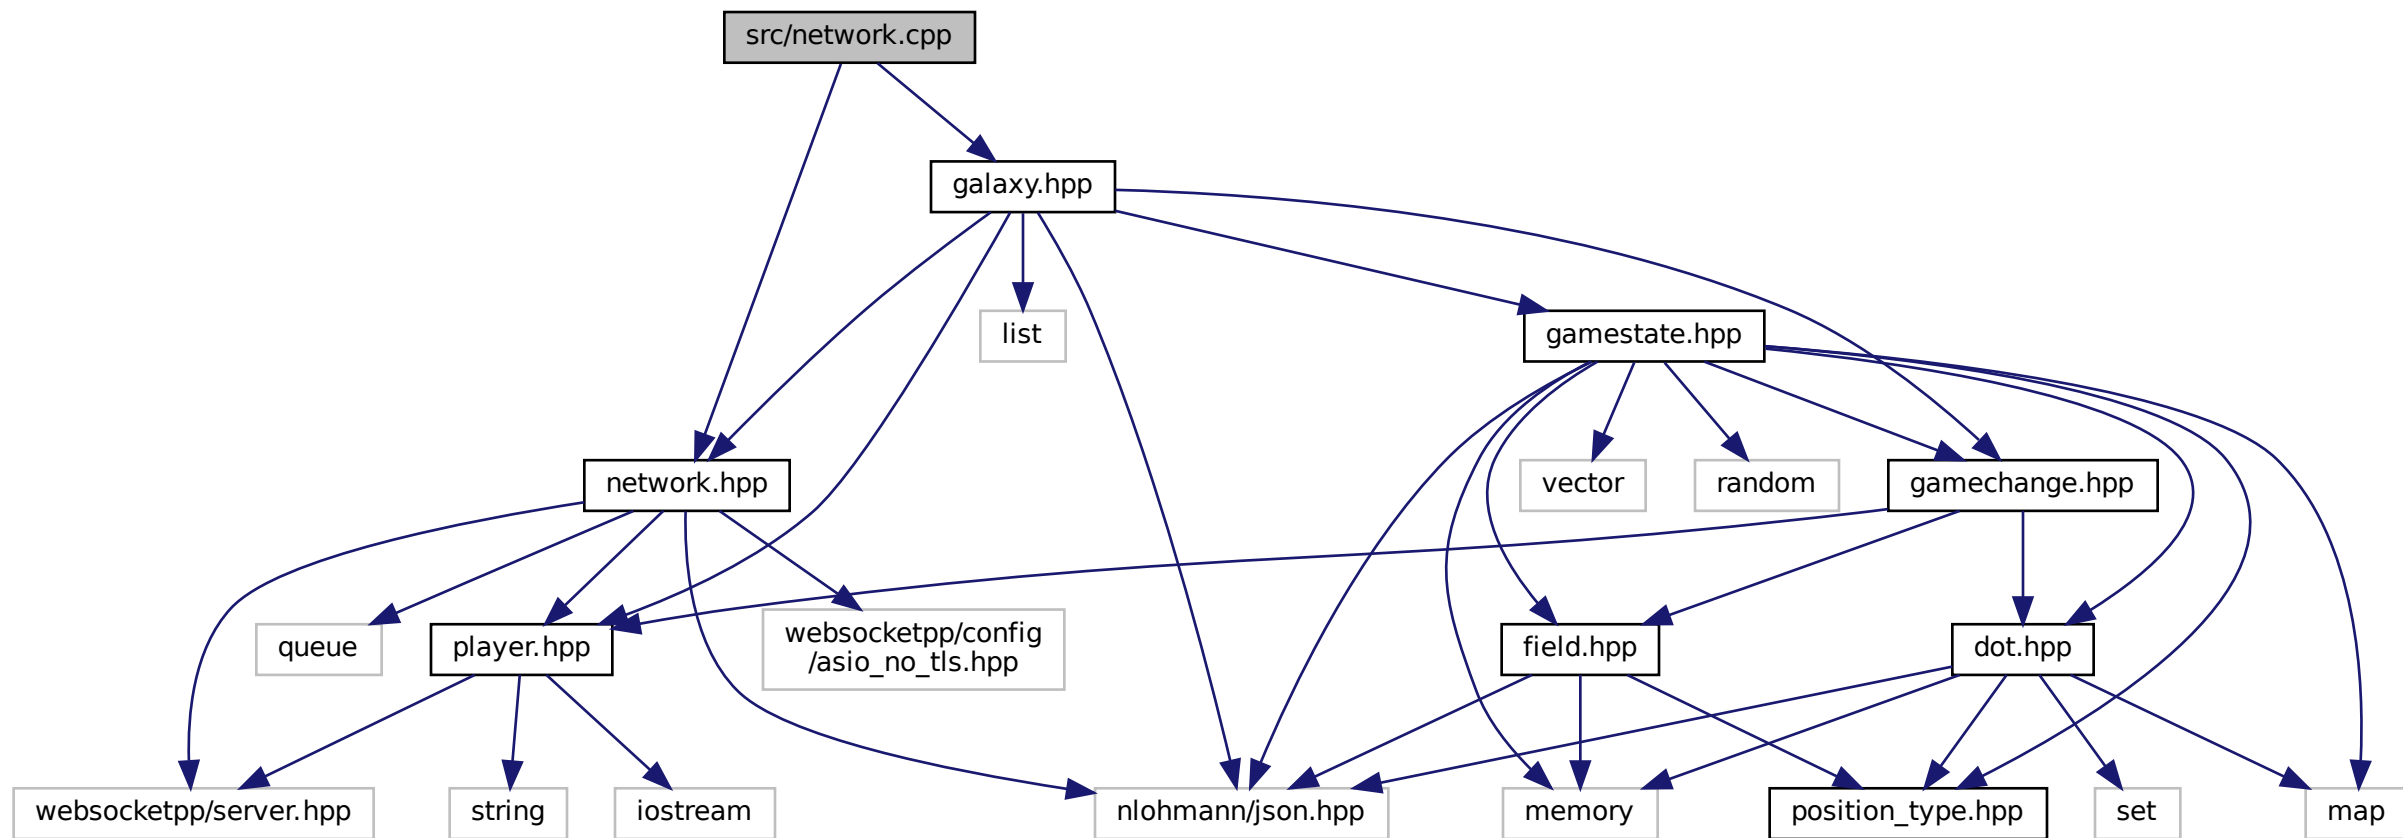 src/network.cpp
galaxy.hpp
list
gamestate.hpp
network.hpp
vector
random
gamechange.hpp
queue
player.hpp
websocketpp/config
/asio_no_tls.hpp
field.hpp
dot.hpp
websocketpp/server.hpp
string
iostream
nlohmann/json.hpp
memory
position_type.hpp
set
map